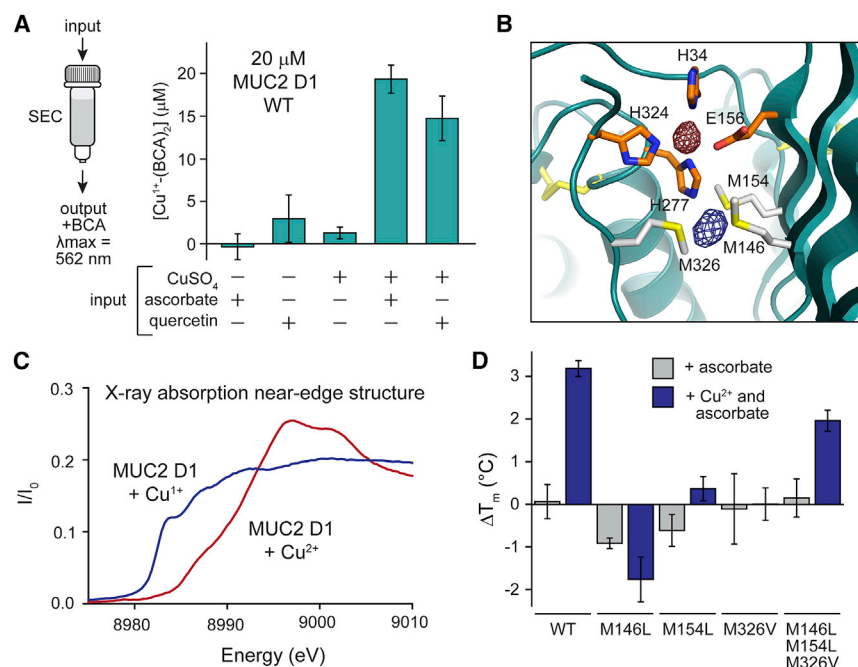 A
input
SEC
output
+BCA
λmax =
562 nm
[Cu¹⁺-(BCA)₂] (μM)
20
10
0
20 μM
MUC2 D1
WT
input
CuSO₄ − − + + +
ascorbate + − − + −
quercetin − + − − +
B
H34
H324
E156
M154
H277
M146
M326
C
X-ray absorption near-edge structure
I/I₀
0.3
0.2
0.1
0.0
MUC2 D1
+ Cu¹⁺
MUC2 D1
+ Cu²⁺
8980 8990 9000 9010
Energy (eV)
D
ΔTₘ (°C)
3
2
1
0
-1
-2
+ ascorbate
+ Cu²⁺ and
ascorbate
WT M146L M154L M326V M146L
M154L
M326V